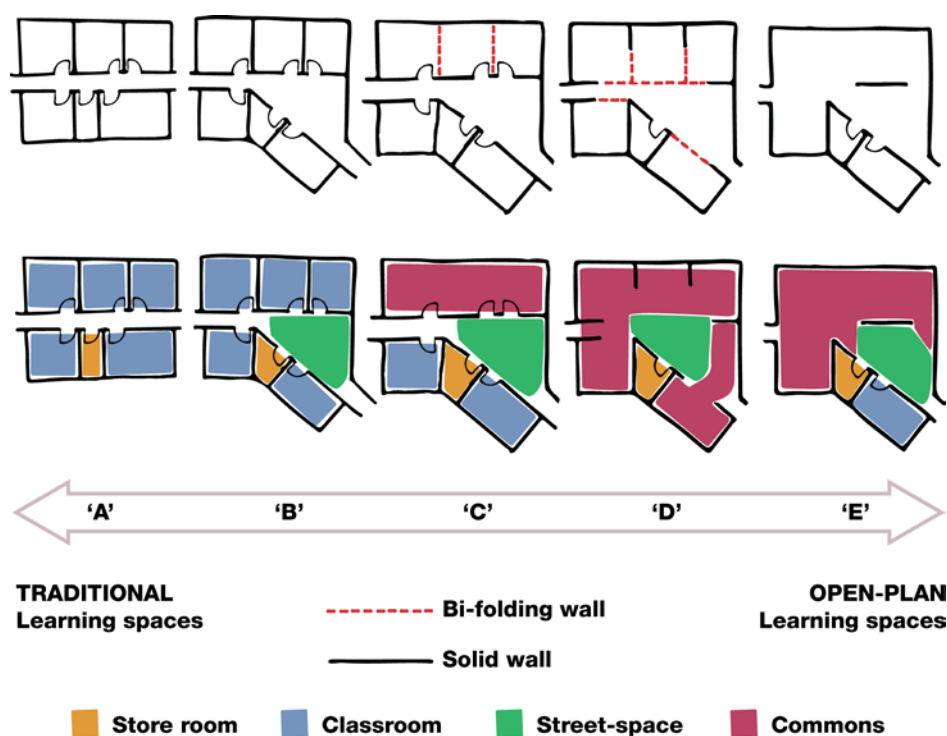 ‘A’ ‘B’ ‘C’ ‘D’ ‘E’
TRADITIONAL
Learning spaces
Bi-folding wall
Solid wall
OPEN-PLAN
Learning spaces
Store room Classroom Street-space Commons